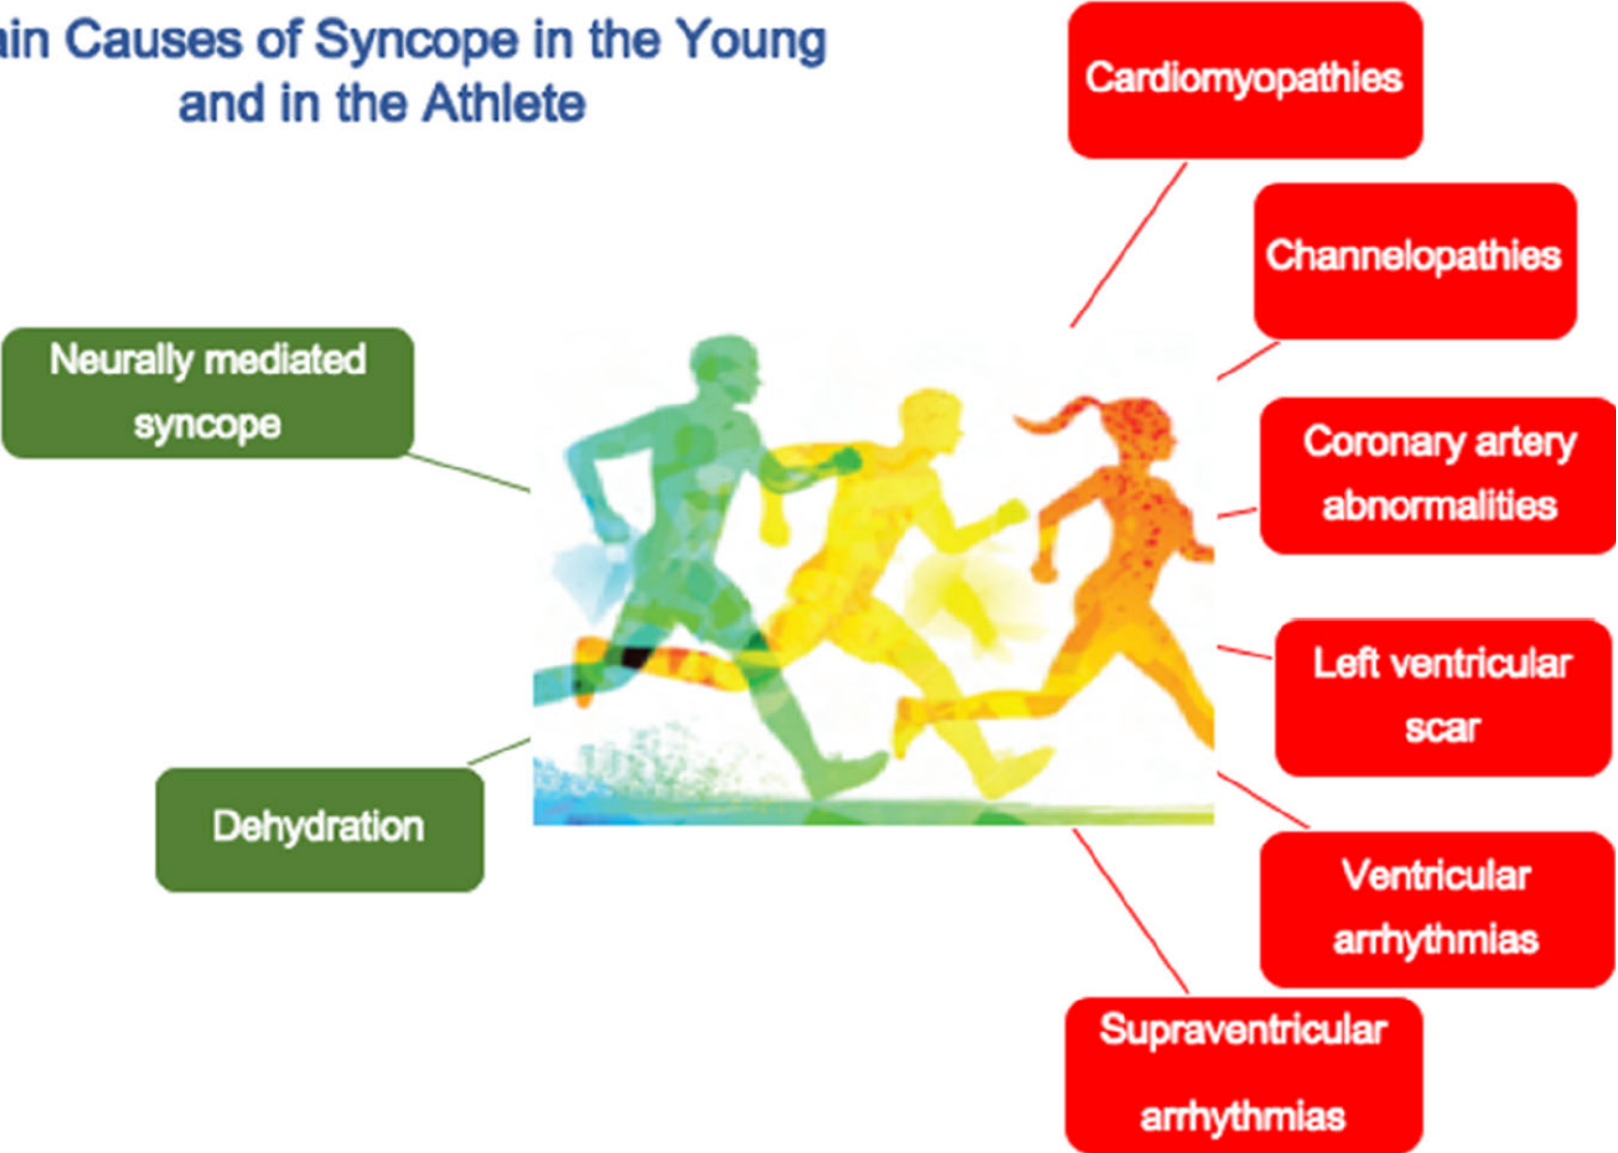 ain Causes of Syncope in the Young
and in the Athlete
Cardiomyopathies
Channelopathies
Neurally mediated
syncope
Coronary artery
abnormalities
Left ventricular
scar
Dehydration
Ventricular
arrhythmias
Supraventricular
arrhythmias